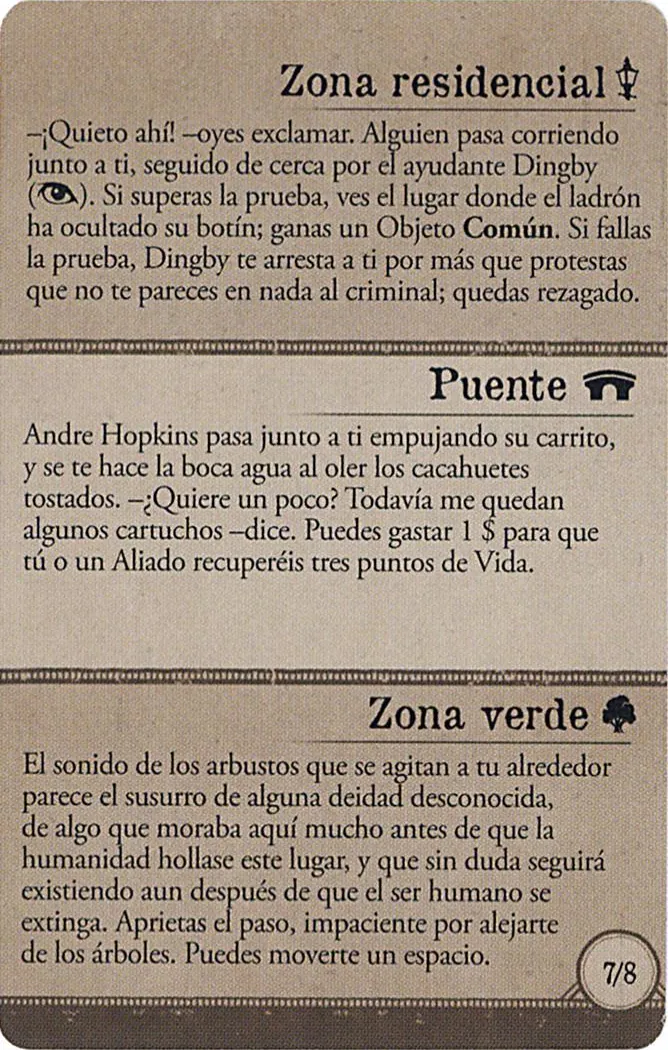 Zona residencial
–¡Quieto ahí! –oyes exclamar. Alguien pasa corriendo
junto a ti, seguido de cerca por el ayudante Dingby
(). Si superas la prueba, ves el lugar donde el ladrón
ha ocultado su botín; ganas un Objeto Común. Si fallas
la prueba, Dingby te arresta a ti por más que protestas
que no te pareces en nada al criminal; quedas rezagado.
Puente
Andre Hopkins pasa junto a ti empujando su carrito,
y se te hace la boca agua al oler los cacahuetes
tostados. –¿Quiere un poco? Todavía me quedan
algunos cartuchos –dice. Puedes gastar 1 $ para que
tú o un Aliado recuperéis tres puntos de Vida.
Zona verde
El sonido de los arbustos que se agitan a tu alrededor
parece el susurro de alguna deidad desconocida,
de algo que moraba aquí mucho antes de que la
humanidad hollase este lugar, y que sin duda seguirá
existiendo aun después de que el ser humano se
extinga. Aprietas el paso, impaciente por alejarte
de los árboles. Puedes moverte un espacio.
7/8